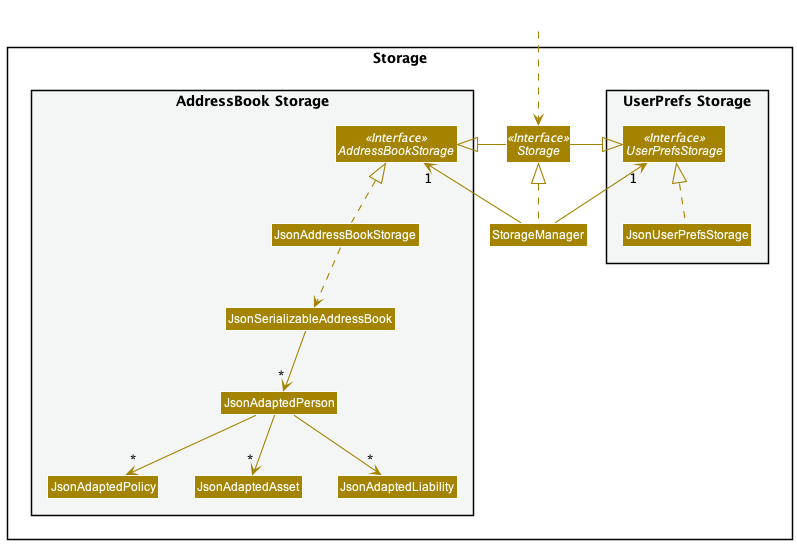 Storage
AddressBook Storage
UserPrefs Storage
«Interface»
AddressBookStorage
«Interface»
Storage
«Interface»
UserPrefsStorage
1
1
JsonAddressBookStorage
StorageManager
JsonUserPrefsStorage
JsonSerializableAddressBook
*
JsonAdaptedPerson
*
*
*
JsonAdaptedPolicy
JsonAdaptedAsset
JsonAdaptedLiability